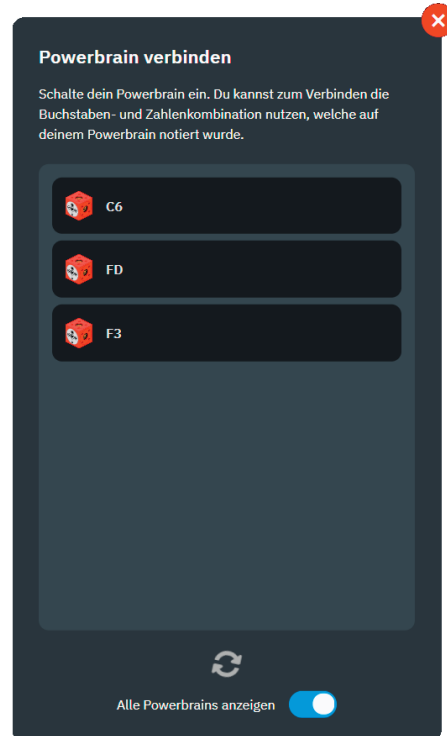 Powerbrain verbinden
Schalte dein Powerbrain ein. Du kannst zum Verbinden die
Buchstaben- und Zahlenkombination nutzen, welche auf
deinem Powerbrain notiert wurde.
C6
FD
F3
Alle Powerbrains anzeigen